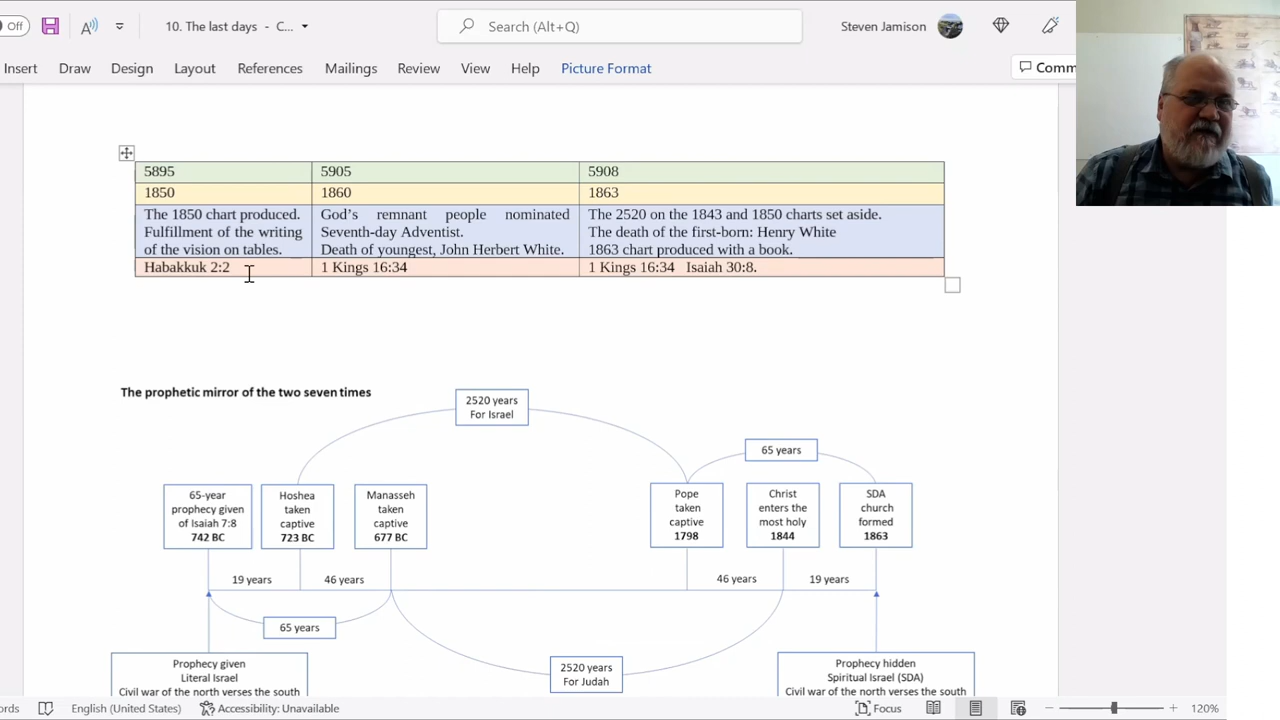 Off
10. The last days - C...
Search (Alt+Q)
Steven Jamison
Insert Draw Design Layout References Mailings Review View Help Picture Format
Comm
5895 5905 5908
1850 1860 1863
The 1850 chart produced. God's remnant people nominated The 2520 on the 1843 and 1850 charts set aside.
Fulfillment of the writing Seventh-day Adventist. The death of the first-born: Henry White
of the vision on tables. Death of youngest, John Herbert White. 1863 chart produced with a book.
Habakkuk 2:2 1 Kings 16:34 1 Kings 16:34 Isaiah 30:8.
The prophetic mirror of the two seven times
2520 years
For Israel
65 years
65-year
prophecy given
of Isaiah 7:8
742 BC
Hoshea
taken
captive
723 BC
Manasseh
taken
captive
677 BC
Pope
taken
captive
1798
Christ
enters the
most holy
1844
SDA
church
formed
1863
19 years 46 years 46 years 19 years
65 years
2520 years
For Judah
Prophecy given
Literal Israel
Civil war of the north verses the south
Prophecy hidden
Spiritual Israel (SDA)
Civil war of the north verses the south
ords English (United States) Accessibility: Unavailable Focus 120%